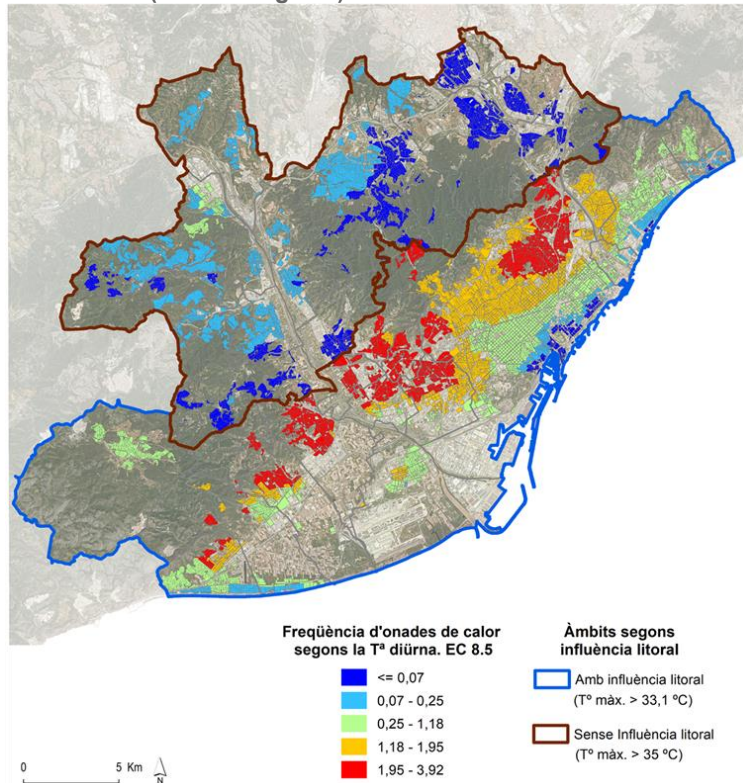 Freqüència d'onades de calor
segons la Tª diürna. EC 8.5
<= 0,07
0,07 - 0,25
0,25 - 1,18
1,18 - 1,95
1,95 - 3,92
Àmbits segons
influència litoral
Amb influència litoral
(Tº màx. > 33,1 ºC)
Sense Influència litoral
(Tº màx. > 35 ºC)
0 5 Km
N